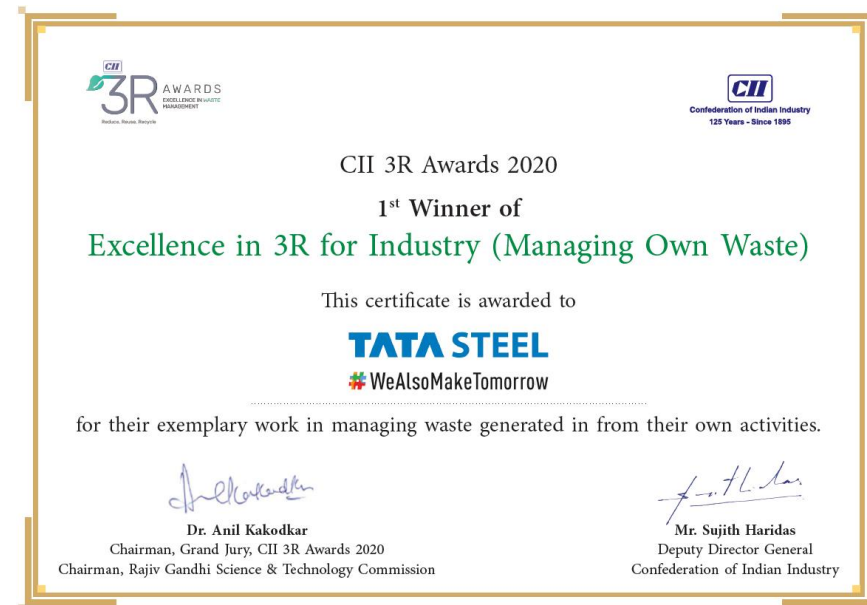 CII
3R AWARDS
EXCELLENCE IN WASTE
MANAGEMENT
Reduce, Reuse, Recycle
CII
Confederation of Indian Industry
125 Years - Since 1895
CII 3R Awards 2020
1st Winner of
Excellence in 3R for Industry (Managing Own Waste)
This certificate is awarded to
TATA STEEL
#WeAlsoMakeTomorrow
for their exemplary work in managing waste generated in from their own activities.
Dr. Anil Kakodkar
Chairman, Grand Jury, CII 3R Awards 2020
Chairman, Rajiv Gandhi Science & Technology Commission
Mr. Sujith Haridas
Deputy Director General
Confederation of Indian Industry